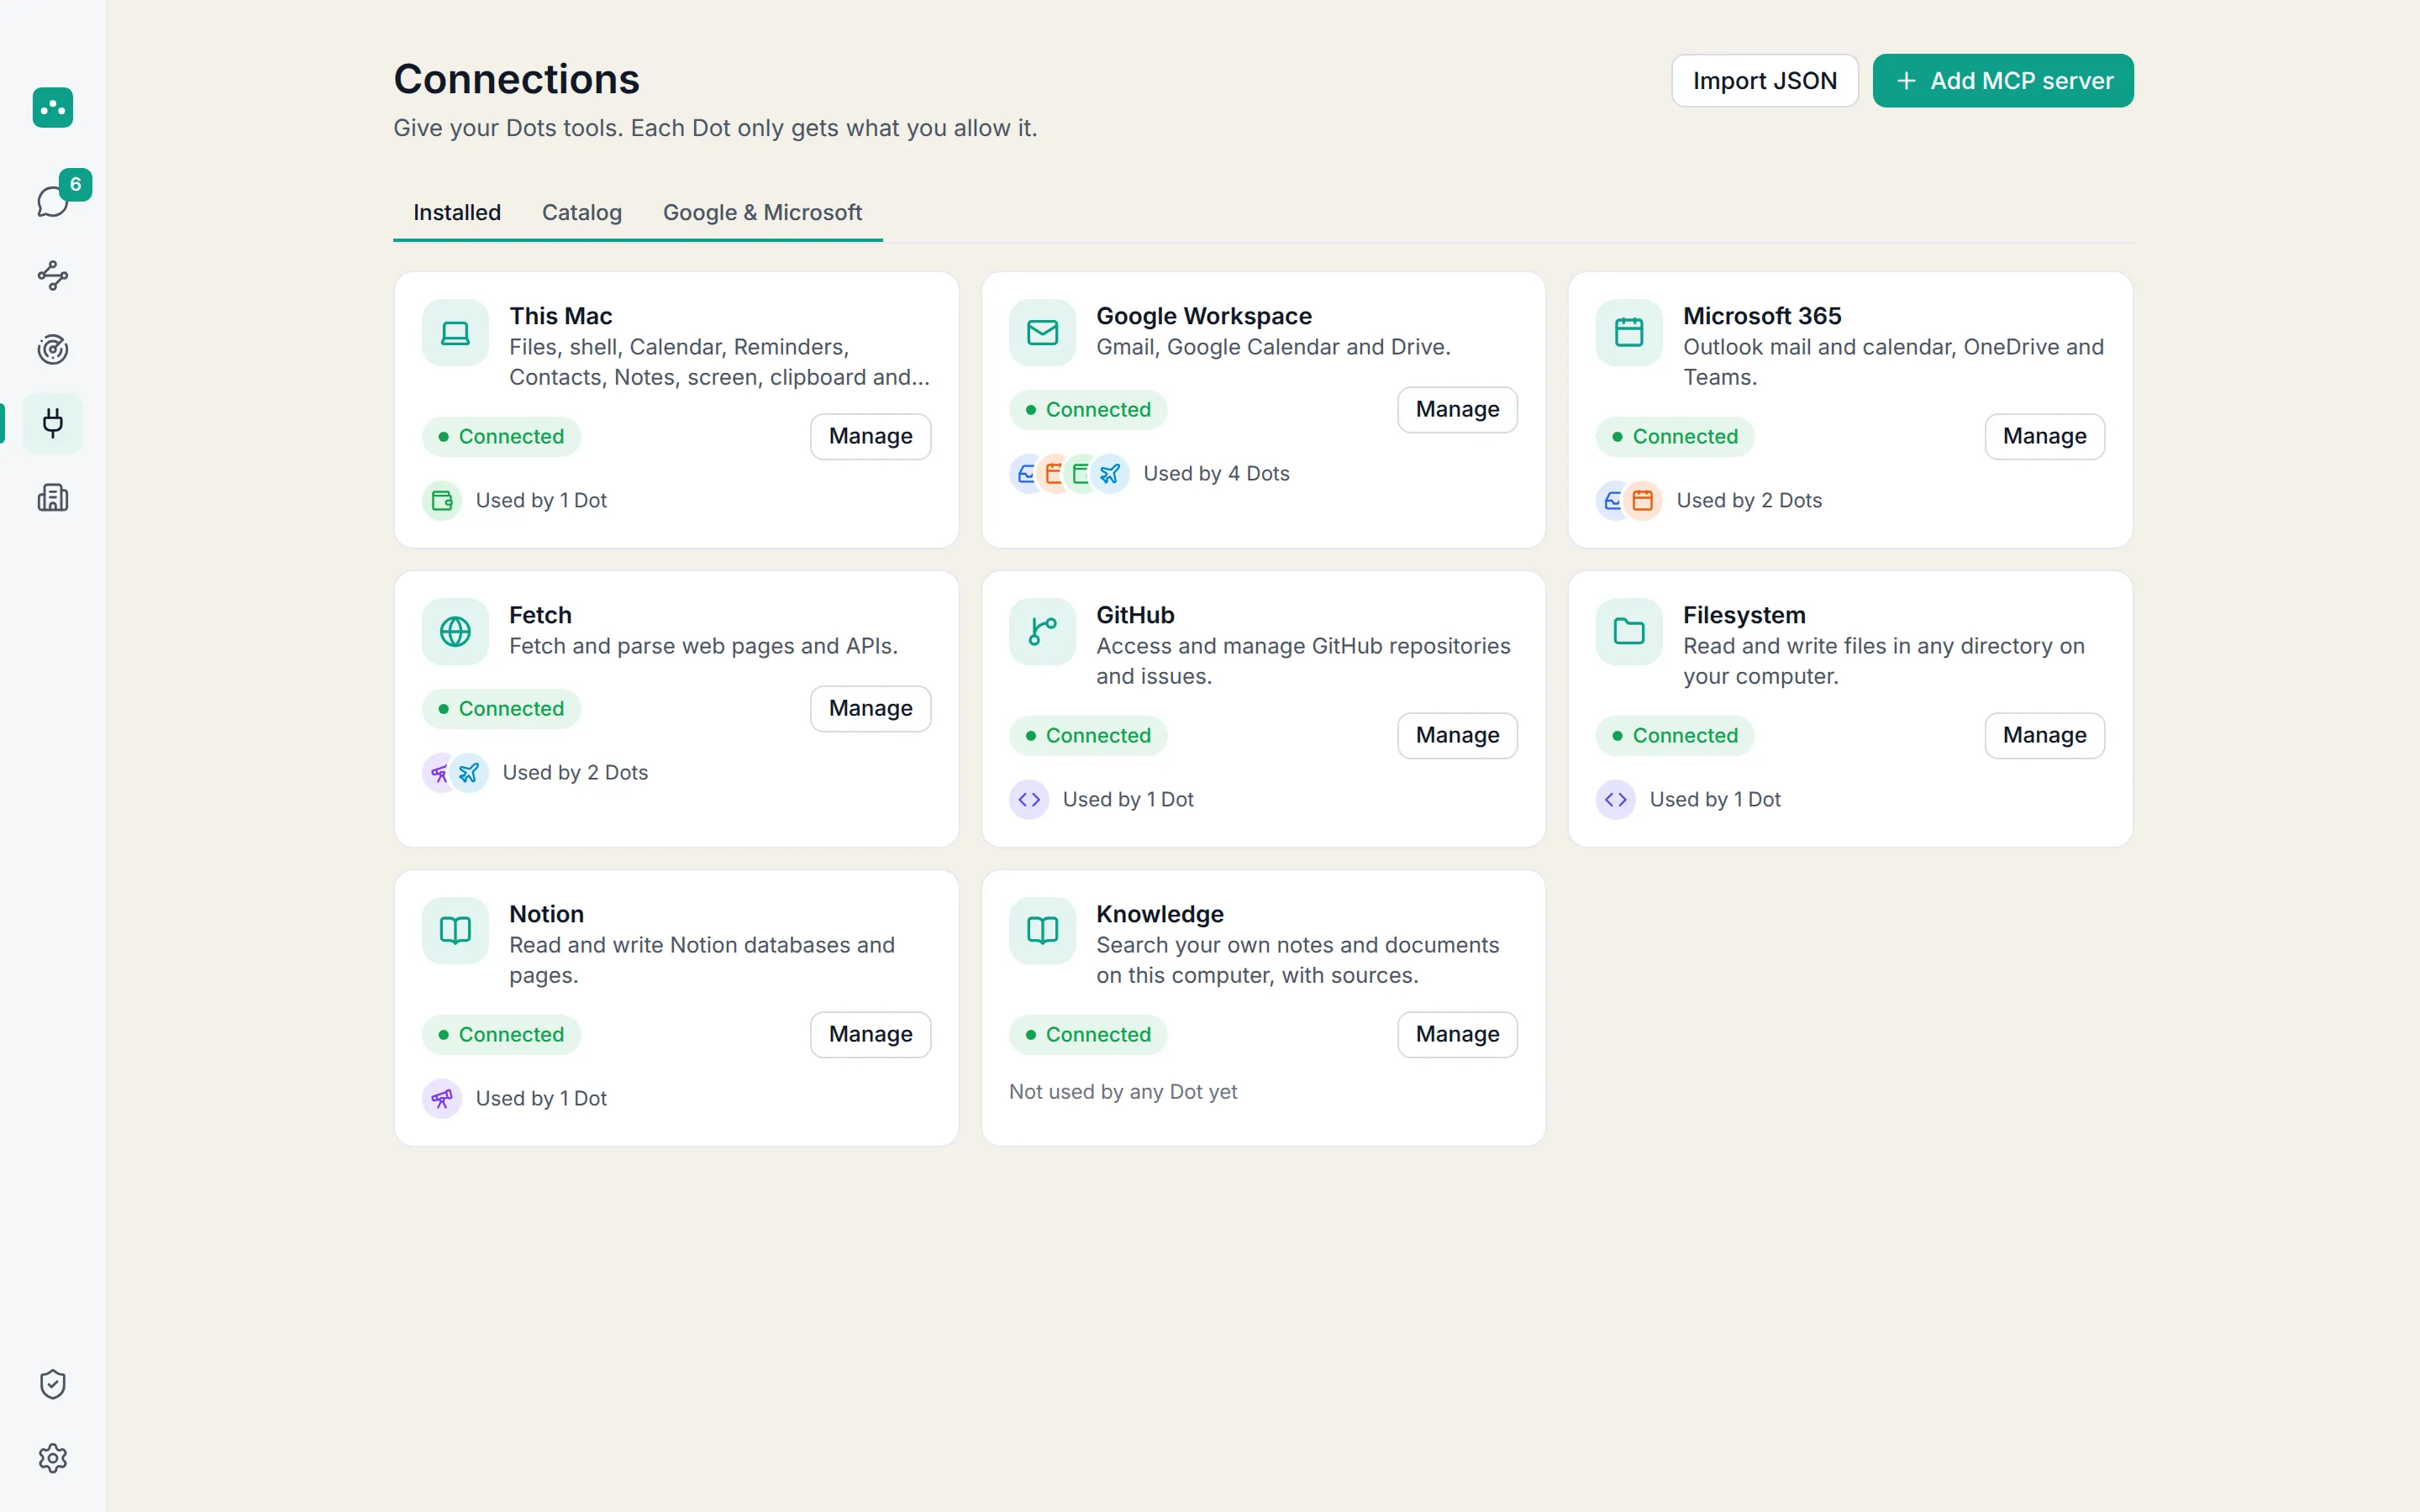 Connections
Give your Dots tools. Each Dot only gets what you allow it.
Import JSON
Add MCP server
6
Installed
Catalog
Google & Microsoft
This Mac
Files, shell, Calendar, Reminders,
Contacts, Notes, screen, clipboard and...
Connected
Manage
Used by 1 Dot
Google Workspace
Gmail, Google Calendar and Drive.
Connected
Manage
Used by 4 Dots
Microsoft 365
Outlook mail and calendar, OneDrive and
Teams.
Connected
Manage
Used by 2 Dots
Fetch
Fetch and parse web pages and APIs.
Connected
Manage
Used by 2 Dots
GitHub
Access and manage GitHub repositories
and issues.
Connected
Manage
Used by 1 Dot
Filesystem
Read and write files in any directory on
your computer.
Connected
Manage
Used by 1 Dot
Notion
Read and write Notion databases and
pages.
Connected
Manage
Used by 1 Dot
Knowledge
Search your own notes and documents
on this computer, with sources.
Connected
Manage
Not used by any Dot yet